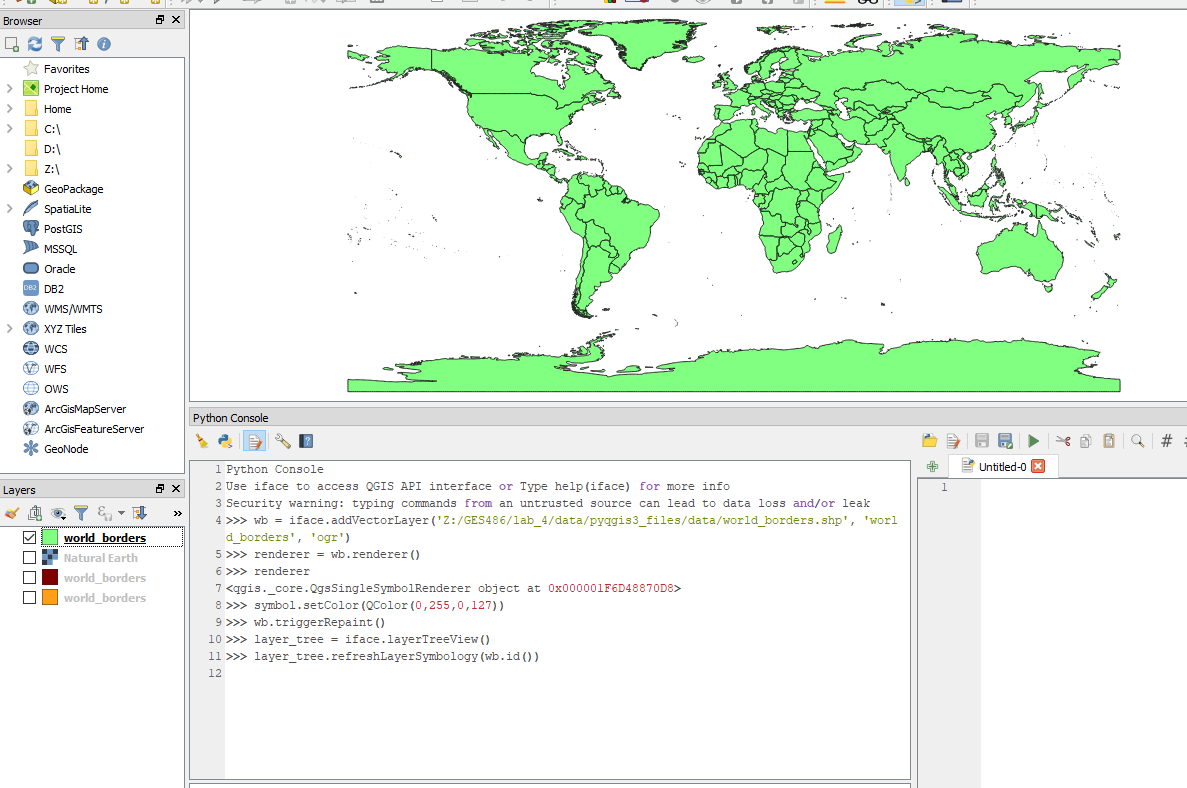 Browser
Favorites
Project Home
Home
C:\
D:\
Z:\
GeoPackage
SpatiaLite
PostGIS
MSSQL
Oracle
DB2
DB2
WMS/WMTS
XYZ Tiles
WCS
WFS
OWS
ArcGisMapServer
ArcGisFeatureServer
GeoNode
Layers
»
world_borders
Natural Earth
world_borders
world_borders
Python Console
1 Python Console
2 Use iface to access QGIS API interface or Type help(iface) for more info
3 Security warning: typing commands from an untrusted source can lead to data loss and/or leak
4 >>> wb = iface.addVectorLayer('Z:/GES486/lab_4/data/pyqgis3_files/data/world_borders.shp', 'worl
d_borders', 'ogr')
5 >>> renderer = wb.renderer()
6 >>> renderer
7 <qgis._core.QgsSingleSymbolRenderer object at 0x000001F6D48870D8>
8 >>> symbol.setColor(QColor(0,255,0,127))
9 >>> wb.triggerRepaint()
10 >>> layer_tree = iface.layerTreeView()
11 >>> layer_tree.refreshLayerSymbology(wb.id())
12
#
Untitled-0
1